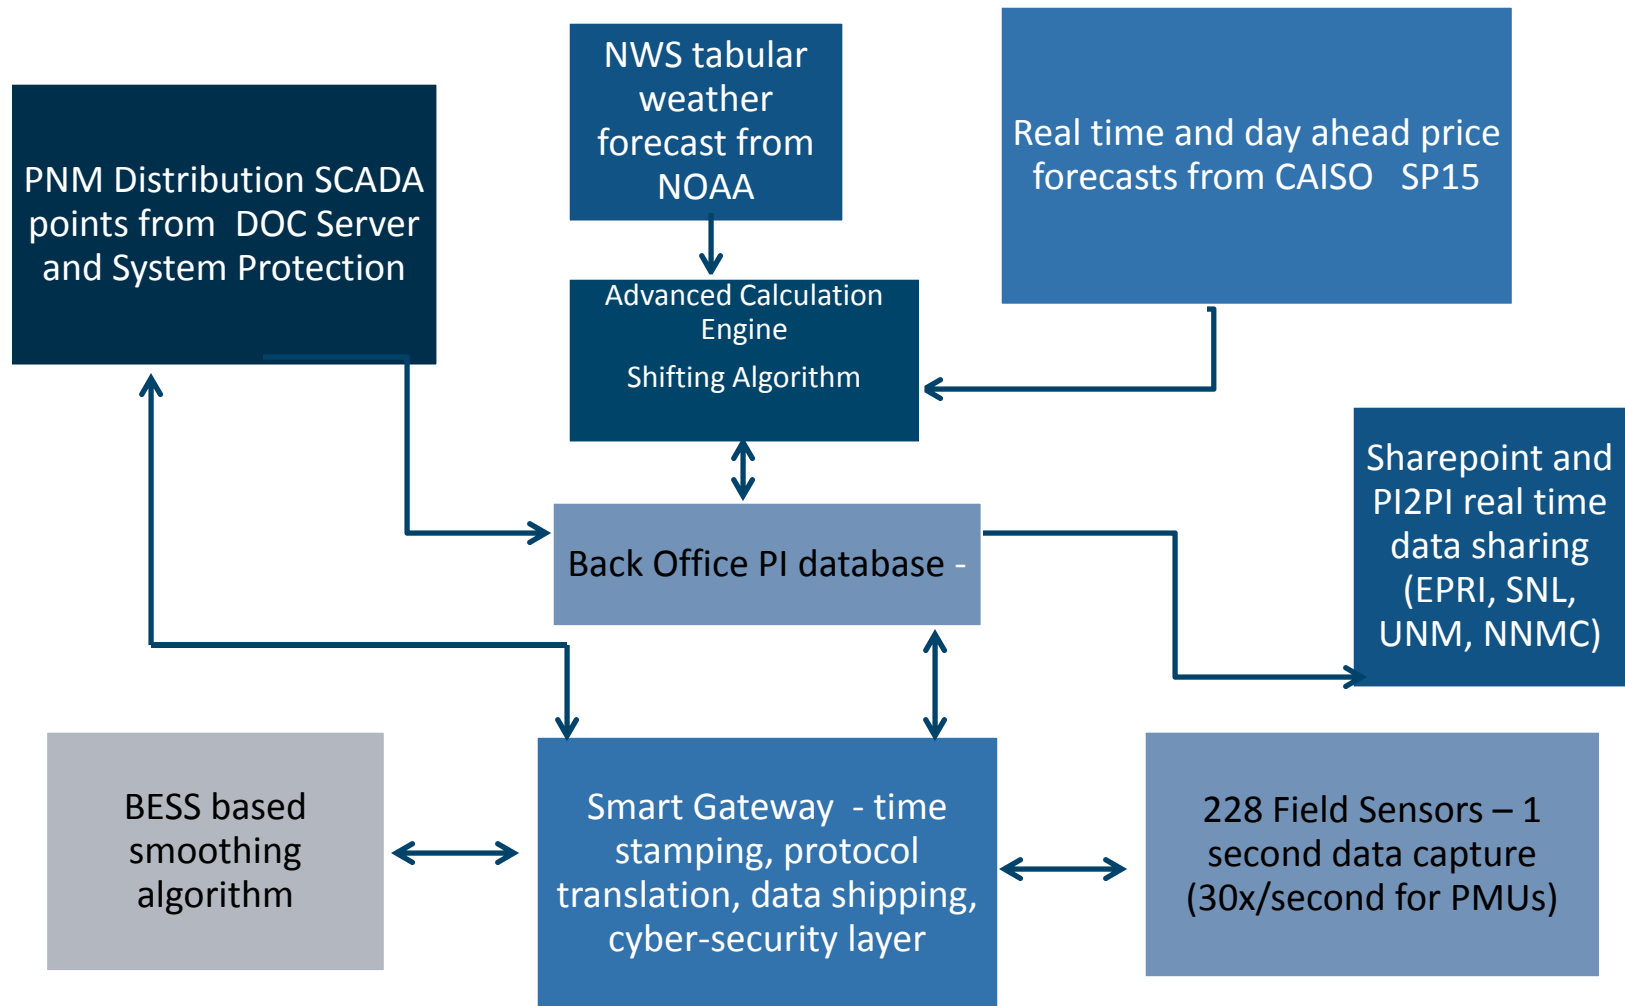 NWS tabular
weather
forecast from
NOAA
Real time and day ahead price
forecasts from CAISO   SP15
PNM Distribution SCADA
points from  DOC Server
and System Protection
Advanced Calculation
Engine
Shifting Algorithm
Sharepoint and
PI2PI real time
data sharing
(EPRI, SNL,
UNM, NNMC)
Back Office PI database -
BESS based
smoothing
algorithm
Smart Gateway  - time
stamping, protocol
translation, data shipping,
cyber-security layer
228 Field Sensors – 1
second data capture
(30x/second for PMUs)